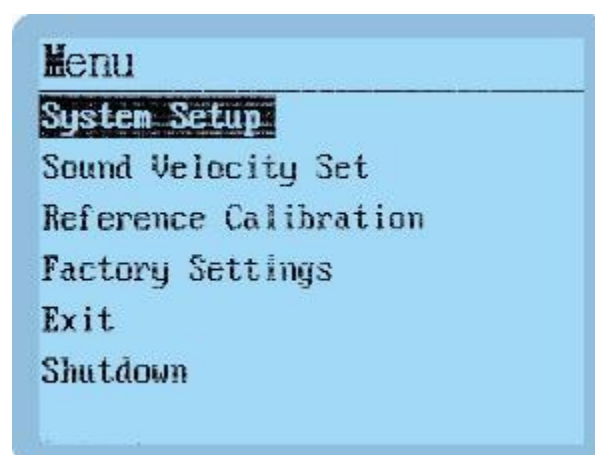 Menu
System Setup
Sound Velocity Set
Reference Calibration
Factory Settings
Exit
Shutdown